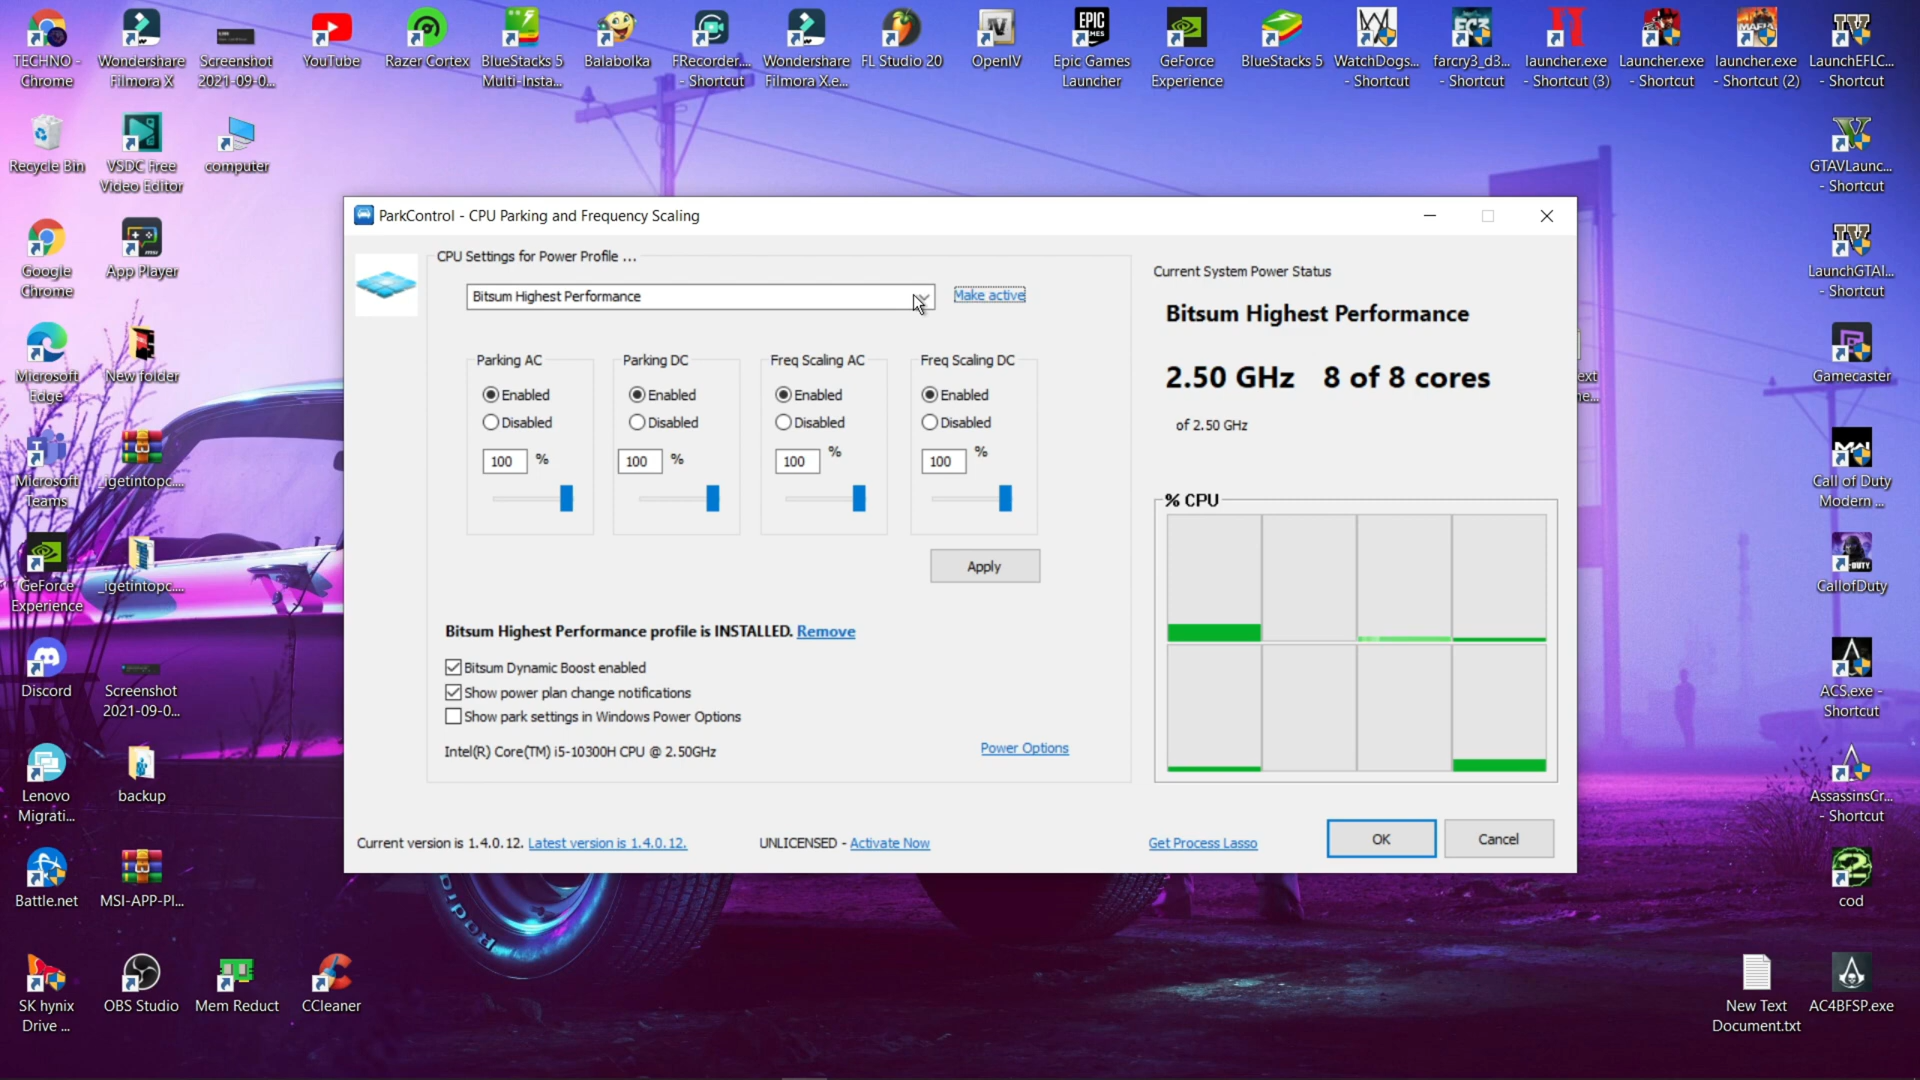 TECHNO -
Chrome
Wondershare
Filmora X
Screenshot
2021-09-0...
YouTube
Razer Cortex
BlueStacks 5
Multi-Insta...
Balabolka
FRecorder....
- Shortcut
Wondershare
Filmora X.e...
FL Studio 20
OpenIV
EPIC
GAMES
Epic Games
Launcher
GeForce
Experience
BlueStacks 5
WatchDogs...
- Shortcut
FC3
farcry3_d3...
- Shortcut
launcher.exe
- Shortcut (3)
Launcher.exe
- Shortcut
MAFIA
launcher.exe
- Shortcut (2)
IV
LaunchEFLC...
- Shortcut
Recycle Bin
VSDC Free
Video Editor
computer
V
GTAVLaunc...
- Shortcut
Google
Chrome
App Player
IV
LaunchGTAI...
- Shortcut
Microsoft
Edge
New folder
Gamecaster
Microsoft
Teams
_igetintopc....
Call of Duty
Modern ...
GeForce
Experience
_igetintopc....
CallofDuty
Discord
Screenshot
2021-09-0...
ACS.exe -
Shortcut
Lenovo
Migrati...
backup
AssassinsCr...
- Shortcut
Battle.net
MSI-APP-Pl...
cod
SK hynix
Drive ...
OBS Studio
Mem Reduct
CCleaner
New Text
Document.txt
AC4BFSP.exe
ext
ParkControl - CPU Parking and Frequency Scaling
CPU Settings for Power Profile ...
Bitsum Highest Performance
Make active
Parking AC
Enabled
Disabled
100 %
Parking DC
Enabled
Disabled
100 %
Freq Scaling AC
Enabled
Disabled
100 %
Freq Scaling DC
Enabled
Disabled
100 %
Apply
Bitsum Highest Performance profile is INSTALLED. Remove
Bitsum Dynamic Boost enabled
Show power plan change notifications
Show park settings in Windows Power Options
Intel(R) Core(TM) i5-10300H CPU @ 2.50GHz
Power Options
Current System Power Status
Bitsum Highest Performance
2.50 GHz 8 of 8 cores
of 2.50 GHz
% CPU
Current version is 1.4.0.12. Latest version is 1.4.0.12.
UNLICENSED - Activate Now
Get Process Lasso
OK
Cancel